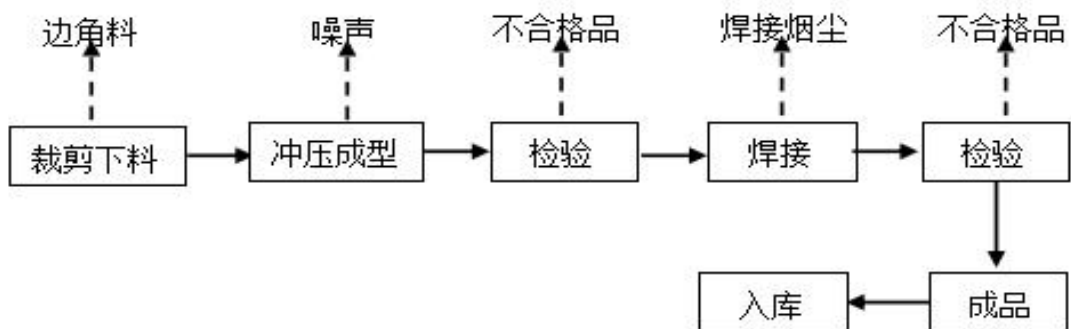 边角料 噪声 不合格品 焊接烟尘 不合格品
裁剪下料 冲压成型 检验 焊接 检验
入库 成品